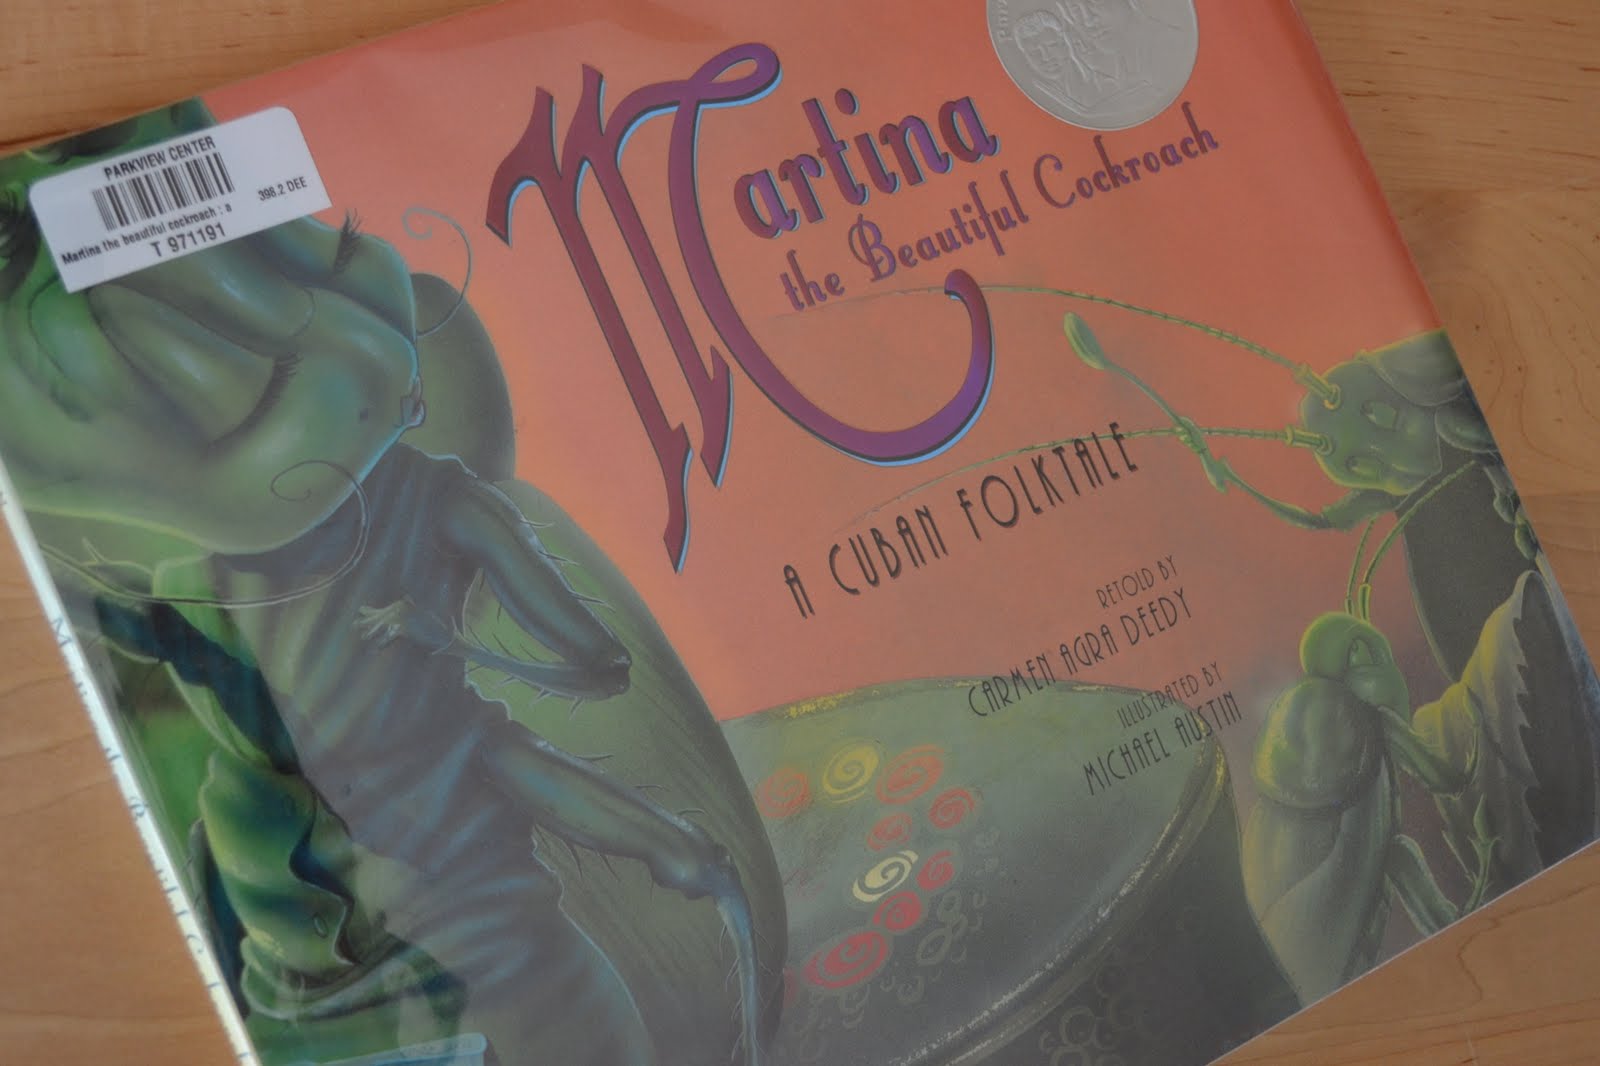 PARKVIEW CENTER
398.2 DEE
Martina the beautiful cockroach : a
T 971191
Martina
the Beautiful Cockroach
A CUBAN FOLKTALE
RETOLD BY
CARMEN AGRA DEEDY
ILLUSTRATED BY
MICHAEL AUSTIN